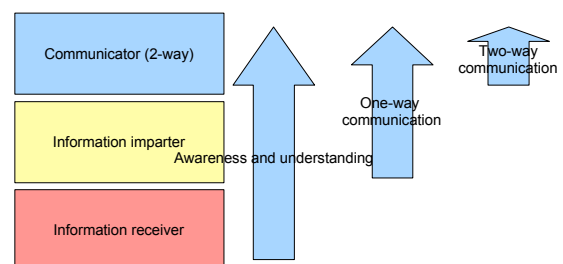 Communicator (2-way)
Two-way
communication
Information imparter
One-way
communication
Awareness and understanding
Information receiver